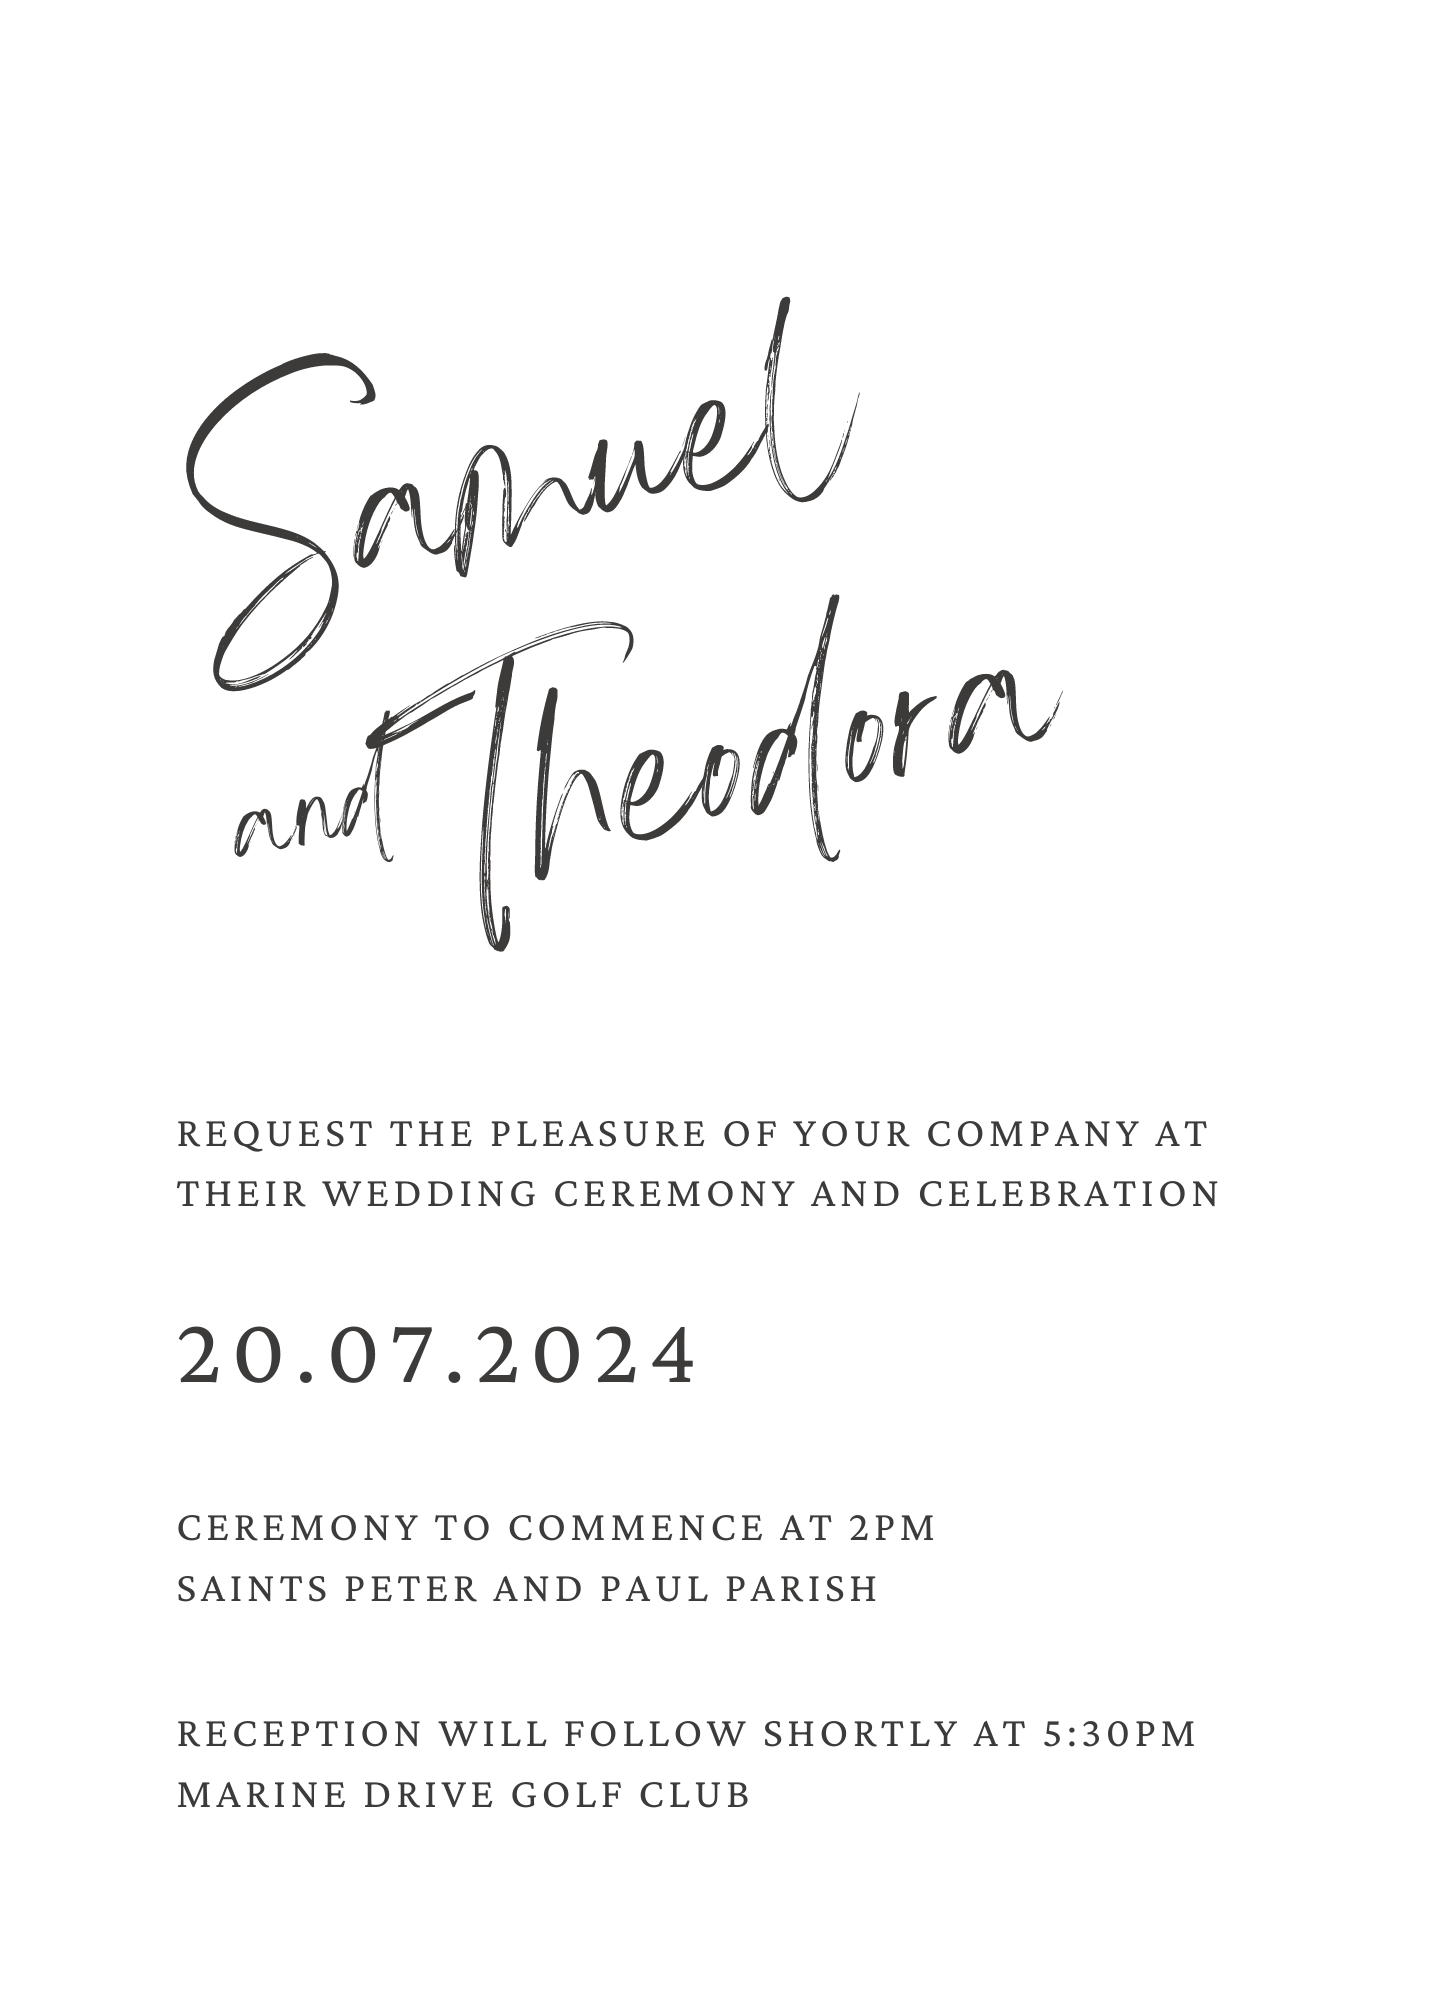 Samuel
and Theodora
REQUEST THE PLEASURE OF YOUR COMPANY AT
THEIR WEDDING CEREMONY AND CELEBRATION
20.07.2024
CEREMONY TO COMMENCE AT 2PM
SAINTS PETER AND PAUL PARISH
RECEPTION WILL FOLLOW SHORTLY AT 5:30PM
MARINE DRIVE GOLF CLUB